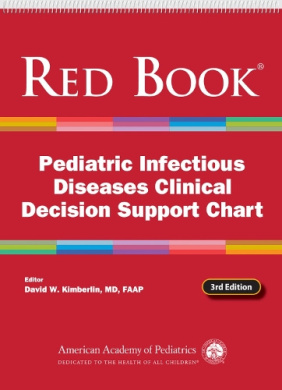 RED BOOK®
Pediatric Infectious
Diseases Clinical
Decision Support Chart
Editor
David W. Kimberlin, MD, FAAP
3rd Edition
American Academy of Pediatrics
DEDICATED TO THE HEALTH OF ALL CHILDREN®